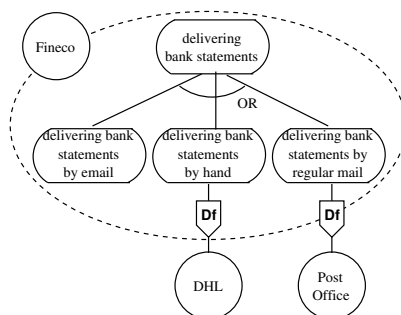 Fineco
delivering
bank statements
OR
delivering bank
statements
by email
delivering bank
statements
by hand
delivering bank
statements by
regular mail
Df
Df
DHL
Post
Office